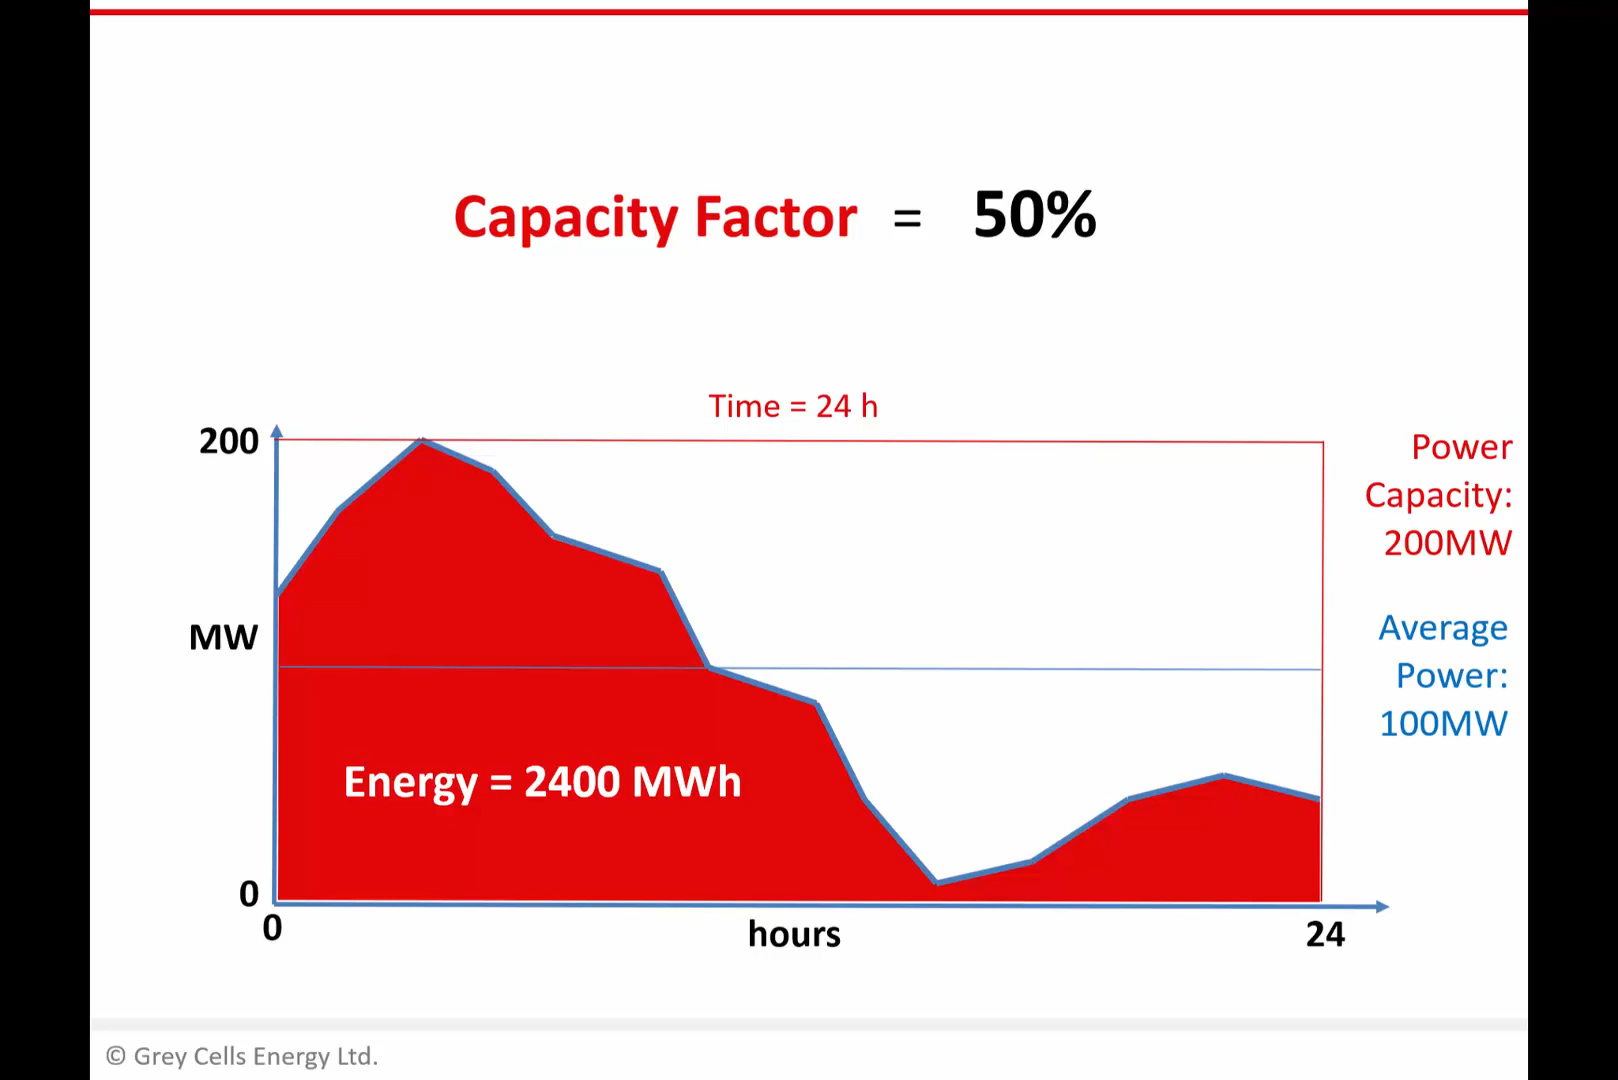 Capacity Factor = 50%
Time = 24 h
200
Power
Capacity:
200MW
MW
Average
Power:
100MW
Energy = 2400 MWh
0
0
hours
24
© Grey Cells Energy Ltd.